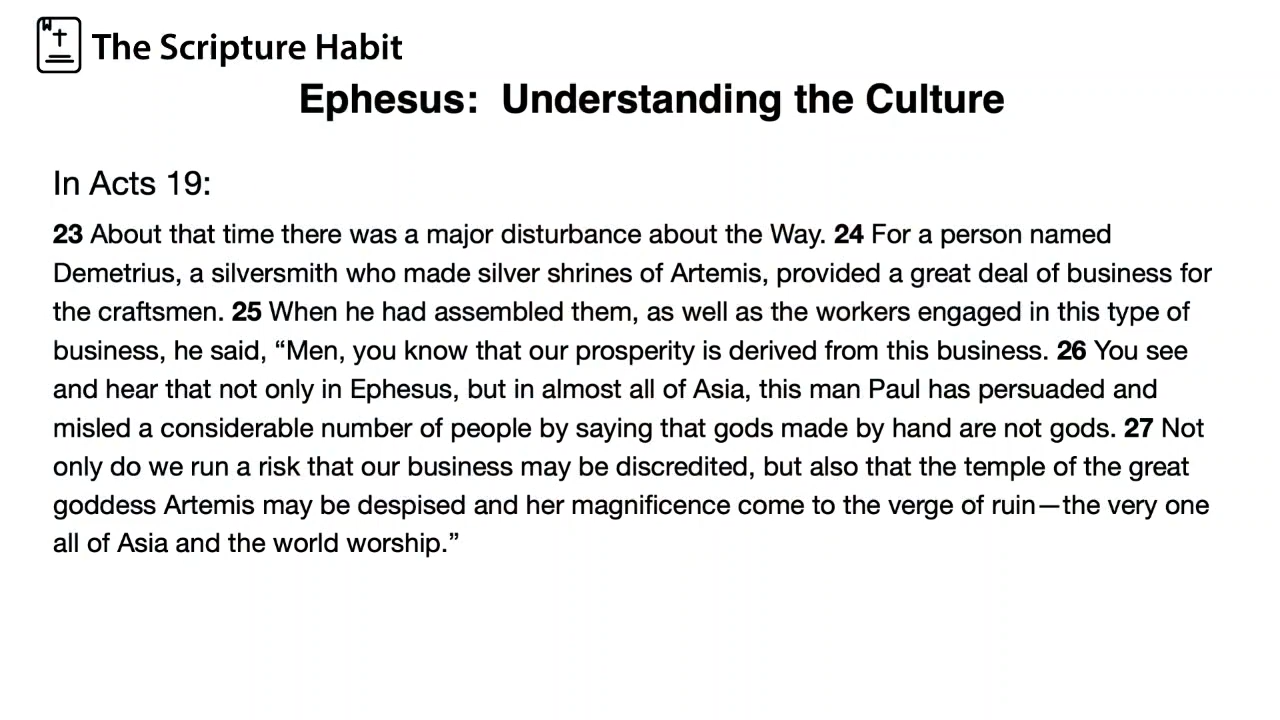 The Scripture Habit
Ephesus: Understanding the Culture
In Acts 19:
23 About that time there was a major disturbance about the Way. 24 For a person named
Demetrius, a silversmith who made silver shrines of Artemis, provided a great deal of business for
the craftsmen. 25 When he had assembled them, as well as the workers engaged in this type of
business, he said, “Men, you know that our prosperity is derived from this business. 26 You see
and hear that not only in Ephesus, but in almost all of Asia, this man Paul has persuaded and
misled a considerable number of people by saying that gods made by hand are not gods. 27 Not
only do we run a risk that our business may be discredited, but also that the temple of the great
goddess Artemis may be despised and her magnificence come to the verge of ruin—the very one
all of Asia and the world worship.”